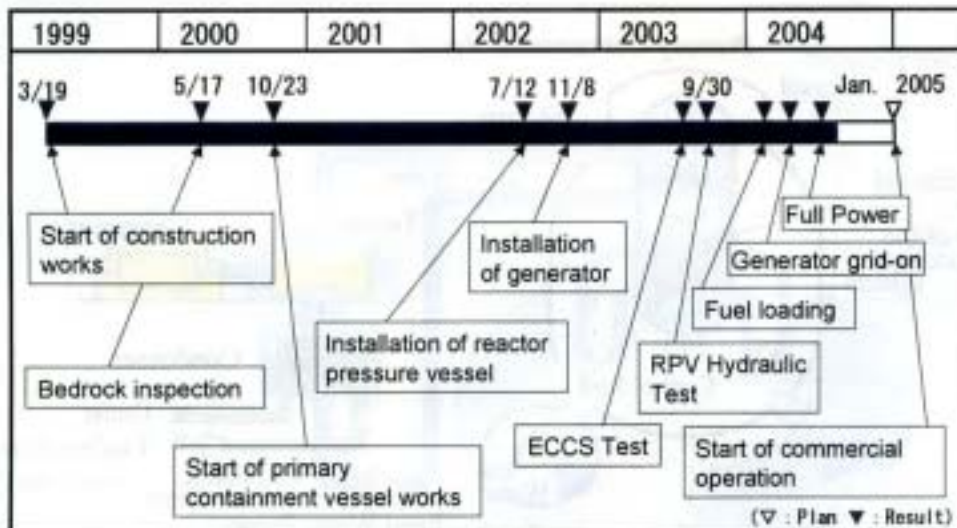 1999 2000 2001 2002 2003 2004
3/19 5/17 10/23 7/12 11/8 9/30 Jan. 2005
Start of construction
works
Bedrock inspection
Start of primary
containment vessel works
Installation of reactor
pressure vessel
Installation
of generator
ECCS Test
RPV Hydraulic
Test
Fuel loading
Generator grid-on
Full Power
Start of commercial
operation
(▽ : Plan ▼ : Result)